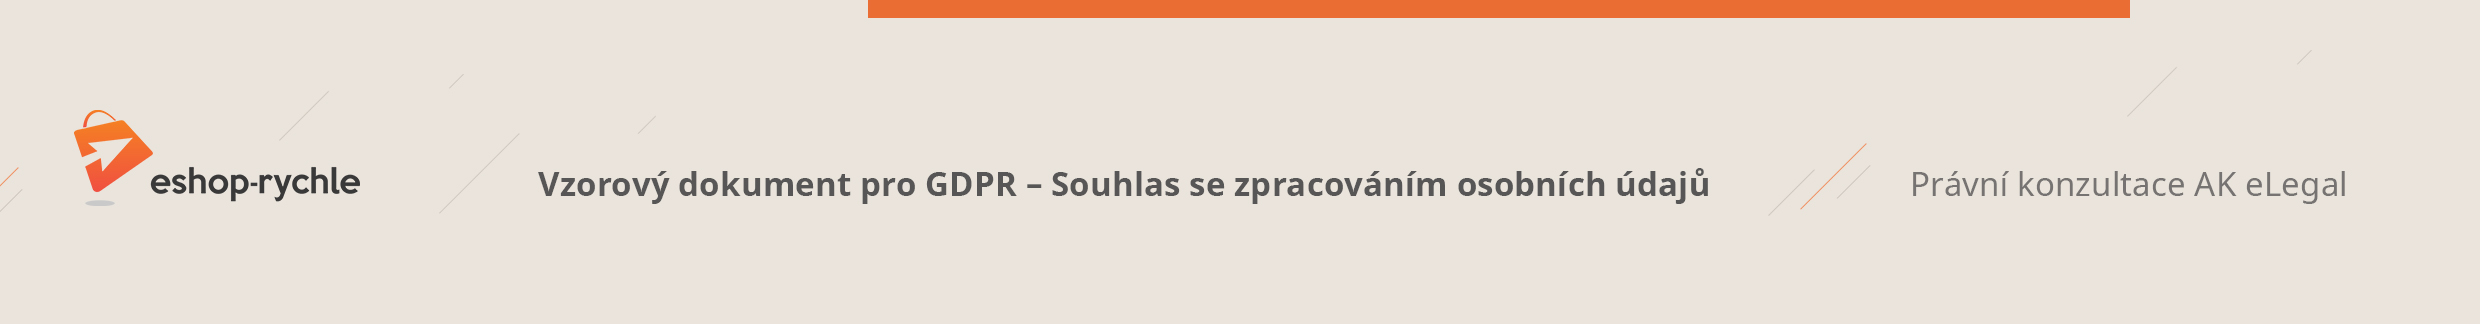 eshop-rychle
Vzorový dokument pro GDPR – Souhlas se zpracováním osobních údajů
Právní konzultace AK eLegal